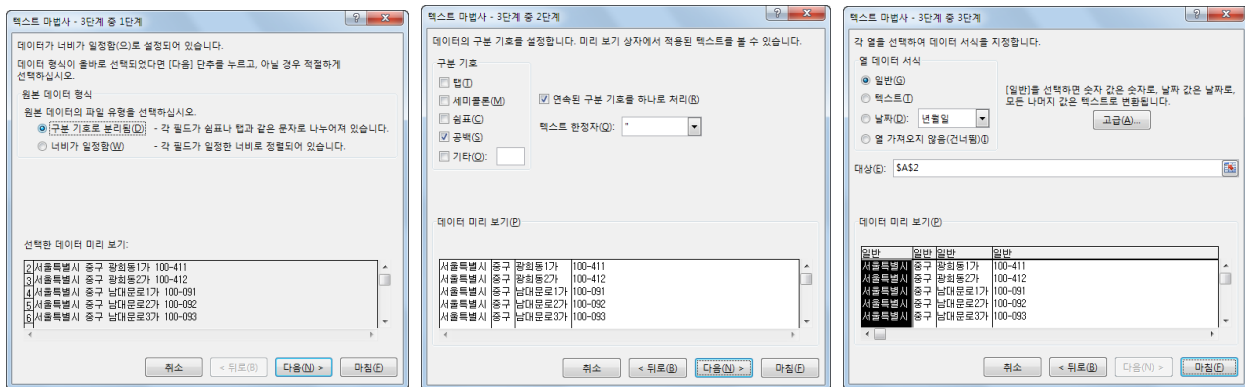 텍스트 마법사 - 3단계 중 1단계
데이터가 너비가 일정함(으)로 설정되어 있습니다.
데이터 형식이 올바로 선택되었다면 [다음] 단추를 누르고, 아닐 경우 적절하게
선택하십시오.
원본 데이터 형식
원본 데이터의 파일 유형을 선택하십시오.
구분 기호로 분리됨(D) - 각 필드가 쉼표나 탭과 같은 문자로 나누어져 있습니다.
너비가 일정함(W) - 각 필드가 일정한 너비로 정렬되어 있습니다.
선택한 데이터 미리 보기:
2 서울특별시 중구 광희동1가 100-411
3 서울특별시 중구 광희동2가 100-412
4 서울특별시 중구 남대문로1가 100-091
5 서울특별시 중구 남대문로2가 100-092
6 서울특별시 중구 남대문로3가 100-093
취소 < 뒤로(B) 다음(N) > 마침(F)
텍스트 마법사 - 3단계 중 2단계
데이터의 구분 기호를 설정합니다. 미리 보기 상자에서 적용된 텍스트를 볼 수 있습니다.
구분 기호
탭(T)
세미콜론(M)
쉼표(C)
공백(S)
기타(O):
연속된 구분 기호를 하나로 처리(R)
텍스트 한정자(Q): "
데이터 미리 보기(P)
서울특별시 중구 광희동1가 100-411
서울특별시 중구 광희동2가 100-412
서울특별시 중구 남대문로1가 100-091
서울특별시 중구 남대문로2가 100-092
서울특별시 중구 남대문로3가 100-093
취소 < 뒤로(B) 다음(N) > 마침(F)
텍스트 마법사 - 3단계 중 3단계
각 열을 선택하여 데이터 서식을 지정합니다.
열 데이터 서식
일반(G)
텍스트(T)
날짜(D): 년월일
열 가져오지 않음(건너뜀)(I)
[일반]을 선택하면 숫자 값은 숫자로, 날짜 값은 날짜로,
모든 나머지 값은 텍스트로 변환됩니다.
고급(A)...
대상(E): $A$2
데이터 미리 보기(P)
일반 일반 일반 일반
서울특별시 중구 광희동1가 100-411
서울특별시 중구 광희동2가 100-412
서울특별시 중구 남대문로1가 100-091
서울특별시 중구 남대문로2가 100-092
서울특별시 중구 남대문로3가 100-093
취소 < 뒤로(B) 다음(N) > 마침(F)